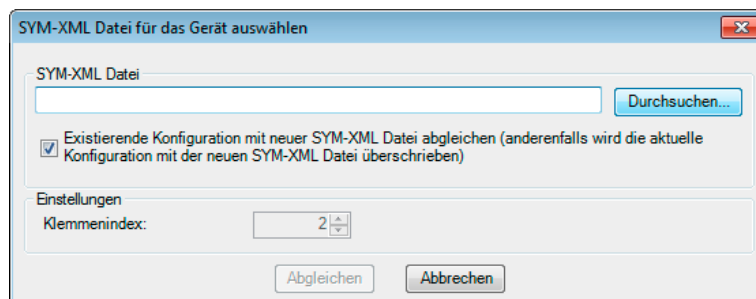 SYM-XML Datei für das Gerät auswählen
SYM-XML Datei
Durchsuchen...
Existierende Konfiguration mit neuer SYM-XML Datei abgleichen (anderenfalls wird die aktuelle
Konfiguration mit der neuen SYM-XML Datei überschrieben)
Einstellungen
Klemmenindex: 2
Abgleichen Abbrechen